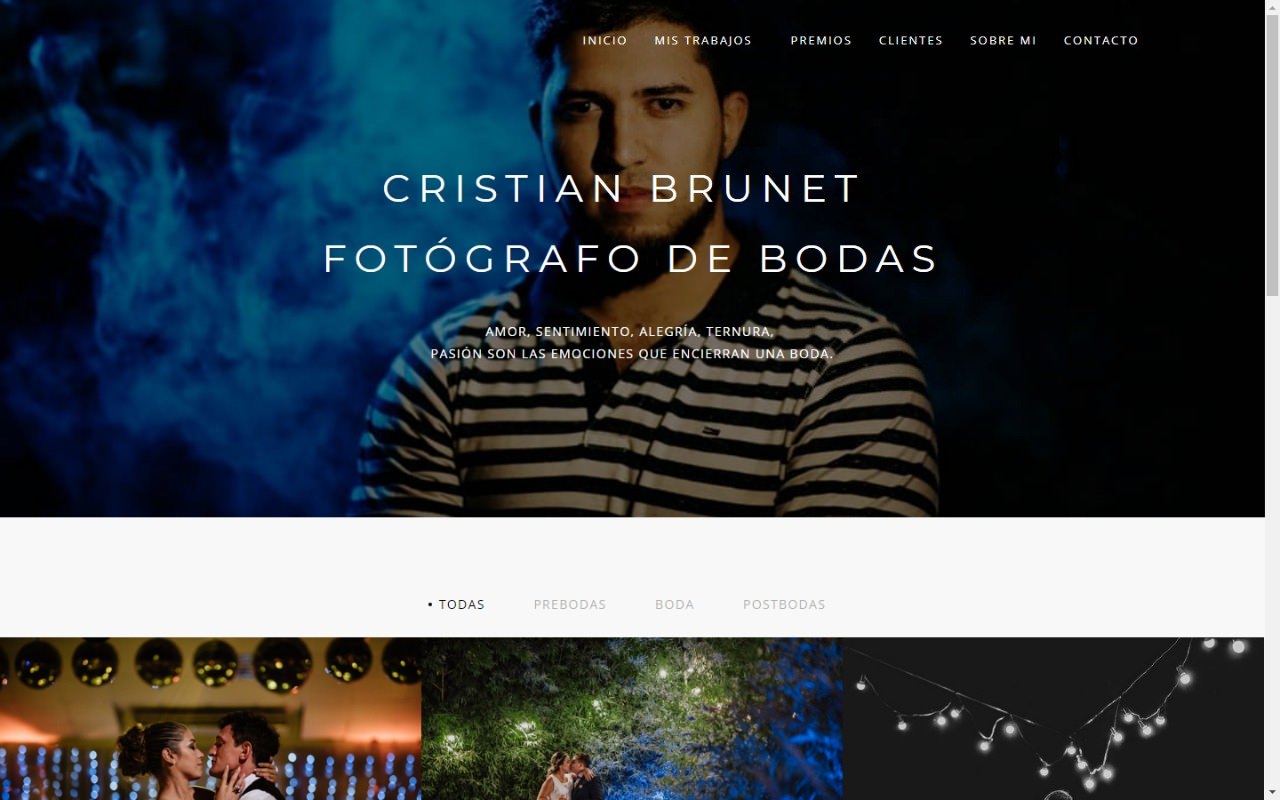 INICIO MIS TRABAJOS PREMIOS CLIENTES SOBRE MI CONTACTO
CRISTIAN BRUNET
FOTÓGRAFO DE BODAS
AMOR, SENTIMIENTO, ALEGRÍA, TERNURA,
PASIÓN SON LAS EMOCIONES QUE ENCIERRAN UNA BODA.
• TODAS PREBODAS BODA POSTBODAS